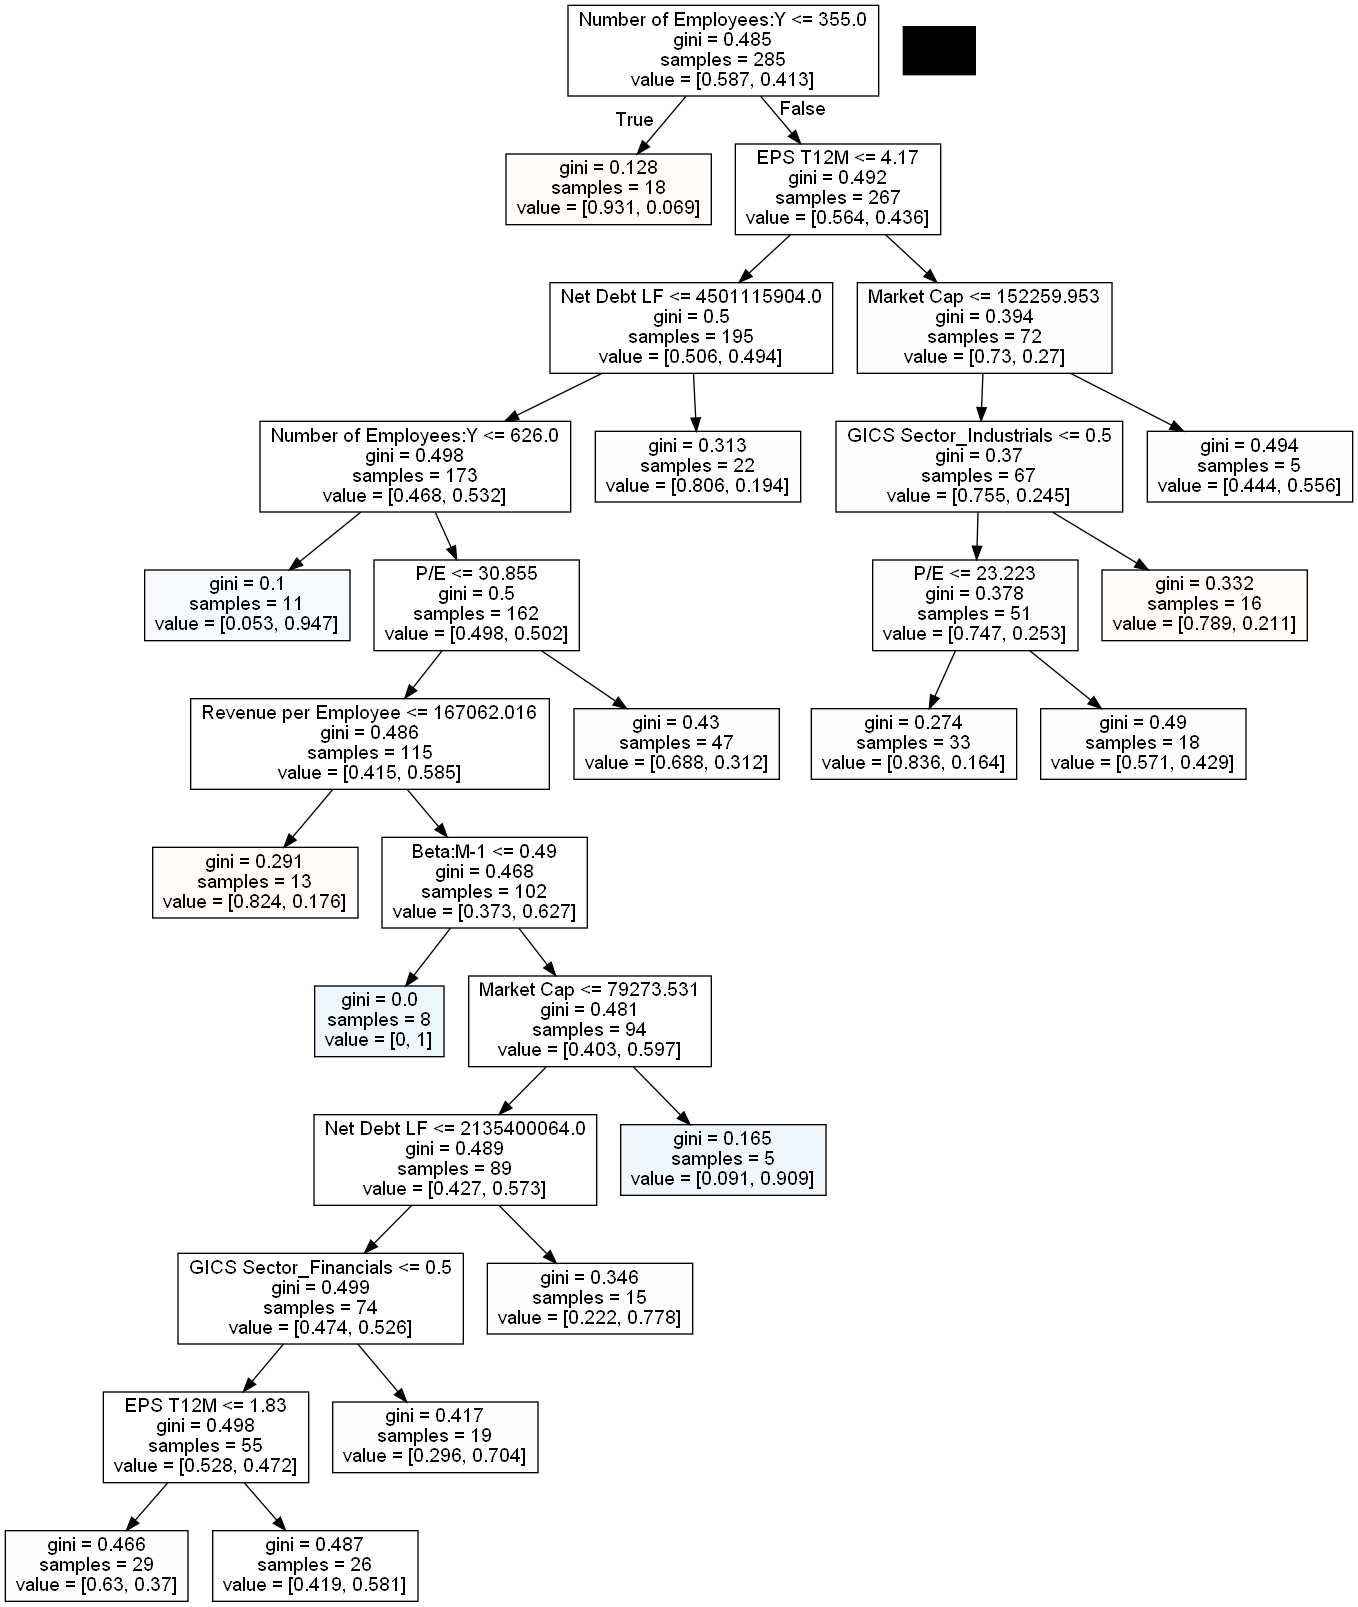 Number of Employees:Y <= 355.0
gini = 0.485
samples = 285
value = [0.587, 0.413]
True
False
gini = 0.128
samples = 18
value = [0.931, 0.069]
EPS T12M <= 4.17
gini = 0.492
samples = 267
value = [0.564, 0.436]
Net Debt LF <= 4501115904.0
gini = 0.5
samples = 195
value = [0.506, 0.494]
Market Cap <= 152259.953
gini = 0.394
samples = 72
value = [0.73, 0.27]
Number of Employees:Y <= 626.0
gini = 0.498
samples = 173
value = [0.468, 0.532]
gini = 0.313
samples = 22
value = [0.806, 0.194]
GICS Sector_Industrials <= 0.5
gini = 0.37
samples = 67
value = [0.755, 0.245]
gini = 0.494
samples = 5
value = [0.444, 0.556]
gini = 0.1
samples = 11
value = [0.053, 0.947]
P/E <= 30.855
gini = 0.5
samples = 162
value = [0.498, 0.502]
P/E <= 23.223
gini = 0.378
samples = 51
value = [0.747, 0.253]
gini = 0.332
samples = 16
value = [0.789, 0.211]
Revenue per Employee <= 167062.016
gini = 0.486
samples = 115
value = [0.415, 0.585]
gini = 0.43
samples = 47
value = [0.688, 0.312]
gini = 0.274
samples = 33
value = [0.836, 0.164]
gini = 0.49
samples = 18
value = [0.571, 0.429]
gini = 0.291
samples = 13
value = [0.824, 0.176]
Beta:M-1 <= 0.49
gini = 0.468
samples = 102
value = [0.373, 0.627]
gini = 0.0
samples = 8
value = [0, 1]
Market Cap <= 79273.531
gini = 0.481
samples = 94
value = [0.403, 0.597]
Net Debt LF <= 2135400064.0
gini = 0.489
samples = 89
value = [0.427, 0.573]
gini = 0.165
samples = 5
value = [0.091, 0.909]
GICS Sector_Financials <= 0.5
gini = 0.499
samples = 74
value = [0.474, 0.526]
gini = 0.346
samples = 15
value = [0.222, 0.778]
EPS T12M <= 1.83
gini = 0.498
samples = 55
value = [0.528, 0.472]
gini = 0.417
samples = 19
value = [0.296, 0.704]
gini = 0.466
samples = 29
value = [0.63, 0.37]
gini = 0.487
samples = 26
value = [0.419, 0.581]